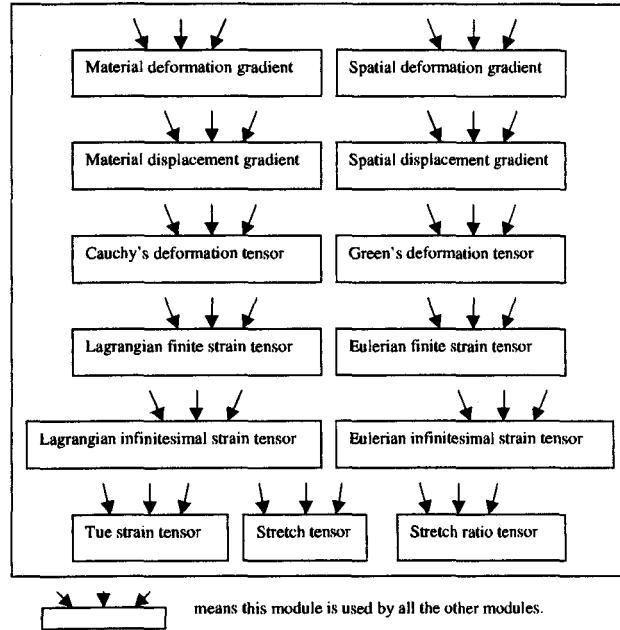 Material deformation gradient
Spatial deformation gradient
Material displacement gradient
Spatial displacement gradient
Cauchy's deformation tensor
Green's deformation tensor
Lagrangian finite strain tensor
Eulerian finite strain tensor
Lagrangian infinitesimal strain tensor
Eulerian infinitesimal strain tensor
Tue strain tensor
Stretch tensor
Stretch ratio tensor
means this module is used by all the other modules.